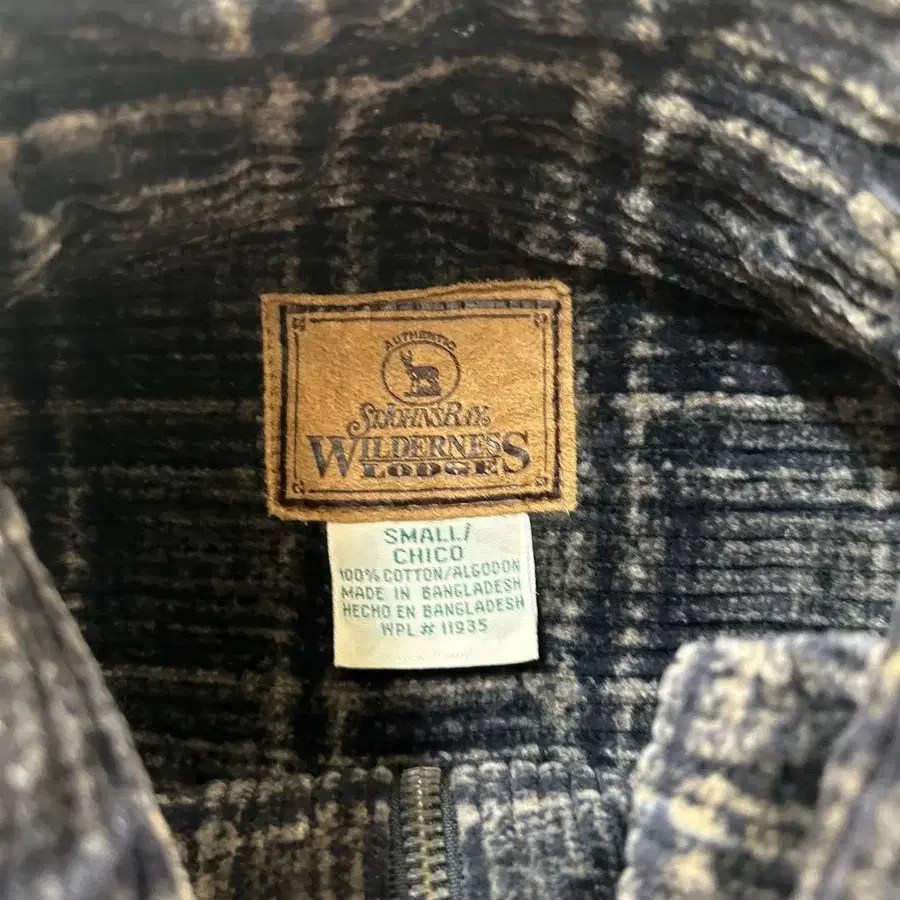 AUTHENTIC
ST. JOHN'S BAY
WILDERNESS
LODGE
SMALL/
CHICO
100% COTTON/ALGODON
MADE IN BANGLADESH
HECHO EN BANGLADESH
WPL# 11935